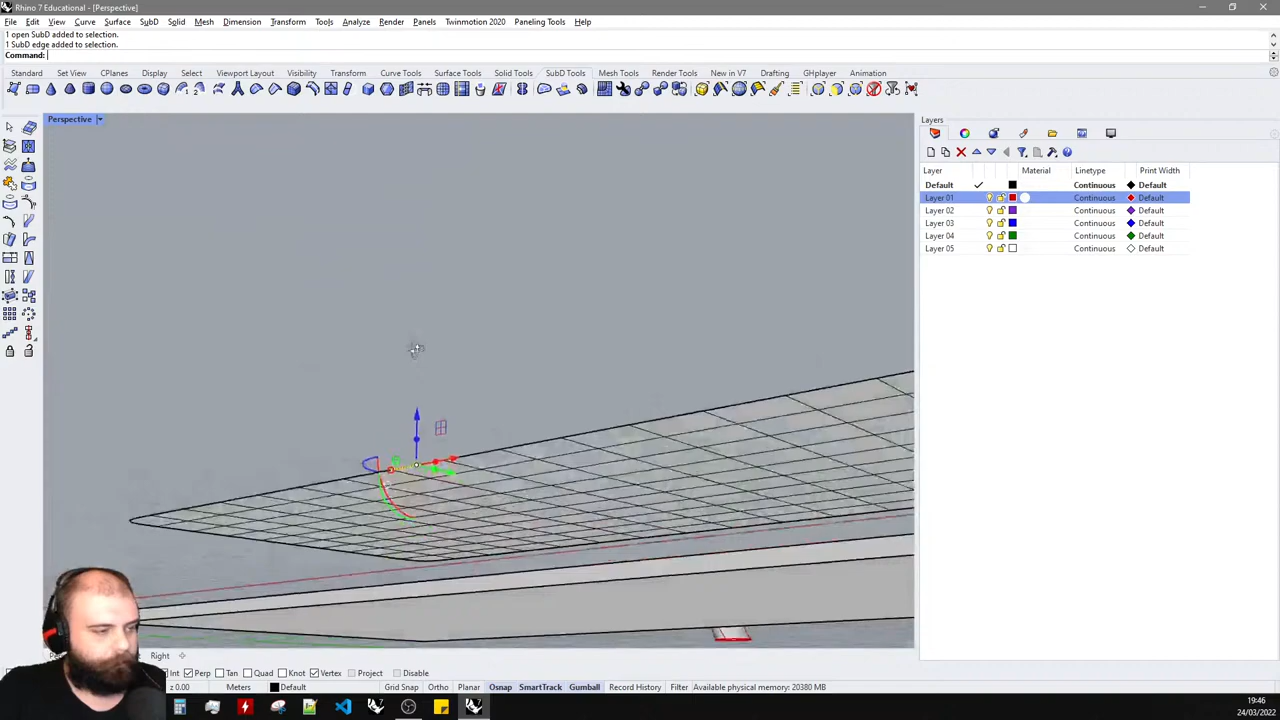 Rhino 7 Educational - [Perspective]
File Edit View Curve Surface SubD Solid Mesh Dimension Transform Tools Analyze Render Panels Twinmotion 2020 Paneling Tools Help
1 open SubD added to selection.
1 SubD edge added to selection.
Command:
Standard Set View CPlanes Display Select Viewport Layout Visibility Transform Curve Tools Surface Tools Solid Tools SubD Tools Mesh Tools Render Tools New in V7 Drafting GHplayer Animation
Perspective
Layers
Layer Material Linetype Print Width
Default Continuous Default
Layer 01 Continuous Default
Layer 02 Continuous Default
Layer 03 Continuous Default
Layer 04 Continuous Default
Layer 05 Continuous Default
Right
Int Perp Tan Quad Knot Vertex Project Disable
z 0.00 Meters Default Grid Snap Ortho Planar Osnap SmartTrack Gumball Record History Filter Available physical memory: 20380 MB
19:46
24/03/2022